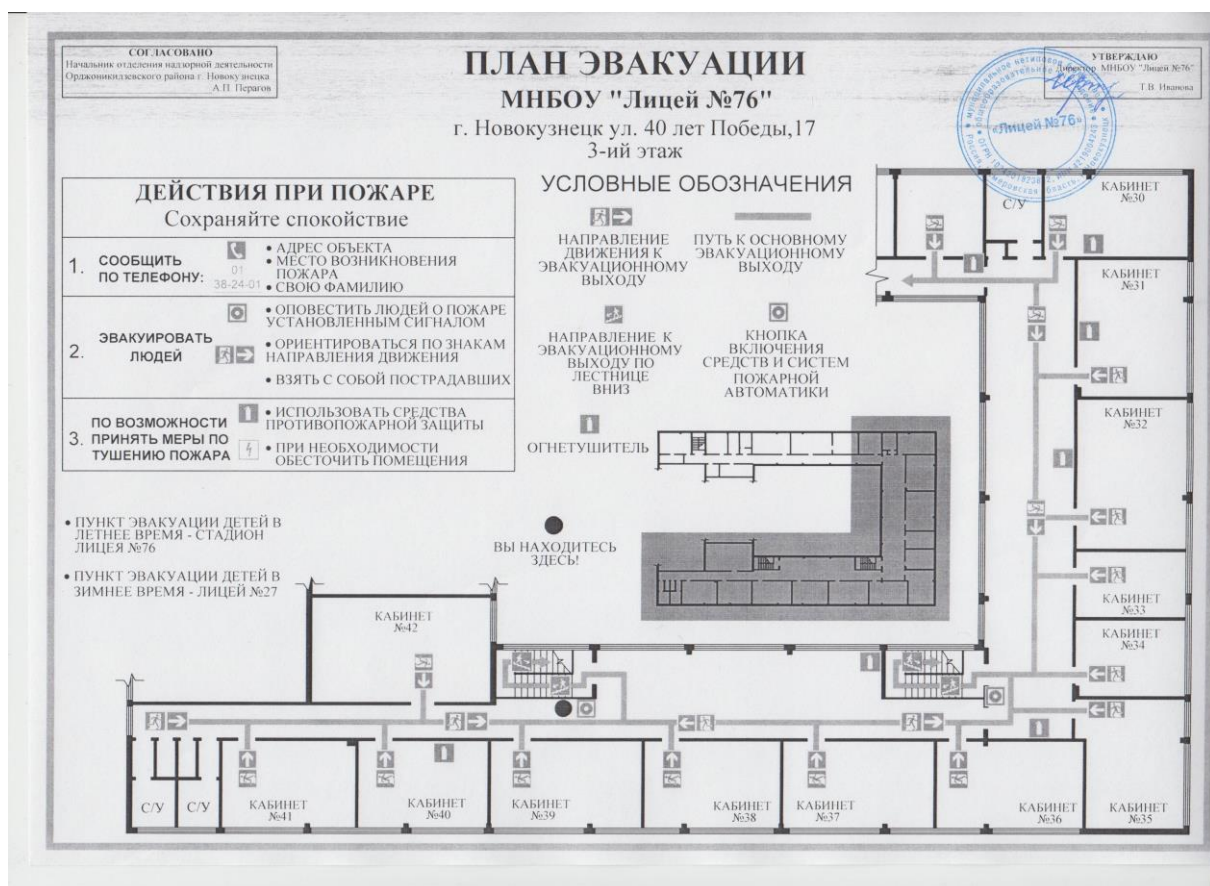 СОГЛАСОВАНО
Начальник отделения надзорной деятельности
Орджоникидзевского района г. Новокузнецка
А.П. Перагов
ПЛАН ЭВАКУАЦИИ
МНБОУ "Лицей №76"
г. Новокузнецк ул. 40 лет Победы,17
3-ий этаж
УТВЕРЖДАЮ
Директор МНБОУ "Лицей №76"
Т.В. Иванова
«Лицей №76»
ДЕЙСТВИЯ ПРИ ПОЖАРЕ
Сохраняйте спокойствие
1. СООБЩИТЬ
ПО ТЕЛЕФОНУ:
01
38-24-01
• АДРЕС ОБЪЕКТА
• МЕСТО ВОЗНИКНОВЕНИЯ
ПОЖАРА
• СВОЮ ФАМИЛИЮ
2. ЭВАКУИРОВАТЬ
ЛЮДЕЙ
• ОПОВЕСТИТЬ ЛЮДЕЙ О ПОЖАРЕ
УСТАНОВЛЕННЫМ СИГНАЛОМ
• ОРИЕНТИРОВАТЬСЯ ПО ЗНАКАМ
НАПРАВЛЕНИЯ ДВИЖЕНИЯ
• ВЗЯТЬ С СОБОЙ ПОСТРАДАВШИХ
3. ПО ВОЗМОЖНОСТИ
ПРИНЯТЬ МЕРЫ ПО
ТУШЕНИЮ ПОЖАРА
• ИСПОЛЬЗОВАТЬ СРЕДСТВА
ПРОТИВОПОЖАРНОЙ ЗАЩИТЫ
• ПРИ НЕОБХОДИМОСТИ
ОБЕСТОЧИТЬ ПОМЕЩЕНИЯ
УСЛОВНЫЕ ОБОЗНАЧЕНИЯ
НАПРАВЛЕНИЕ
ДВИЖЕНИЯ К
ЭВАКУАЦИОННОМУ
ВЫХОДУ
ПУТЬ К ОСНОВНОМУ
ЭВАКУАЦИОННОМУ
ВЫХОДУ
НАПРАВЛЕНИЕ К
ЭВАКУАЦИОННОМУ
ВЫХОДУ ПО
ЛЕСТНИЦЕ
ВНИЗ
КНОПКА
ВКЛЮЧЕНИЯ
СРЕДСТВ И СИСТЕМ
ПОЖАРНОЙ
АВТОМАТИКИ
ОГНЕТУШИТЕЛЬ
• ПУНКТ ЭВАКУАЦИИ ДЕТЕЙ В
ЛЕТНЕЕ ВРЕМЯ - СТАДИОН
ЛИЦЕЯ №76
• ПУНКТ ЭВАКУАЦИИ ДЕТЕЙ В
ЗИМНЕЕ ВРЕМЯ - ЛИЦЕЙ №27
ВЫ НАХОДИТЕСЬ
ЗДЕСЬ!
С/У
КАБИНЕТ
№30
КАБИНЕТ
№31
КАБИНЕТ
№32
КАБИНЕТ
№33
КАБИНЕТ
№34
КАБИНЕТ
№42
С/У
С/У
КАБИНЕТ
№41
КАБИНЕТ
№40
КАБИНЕТ
№39
КАБИНЕТ
№38
КАБИНЕТ
№37
КАБИНЕТ
№36
КАБИНЕТ
№35